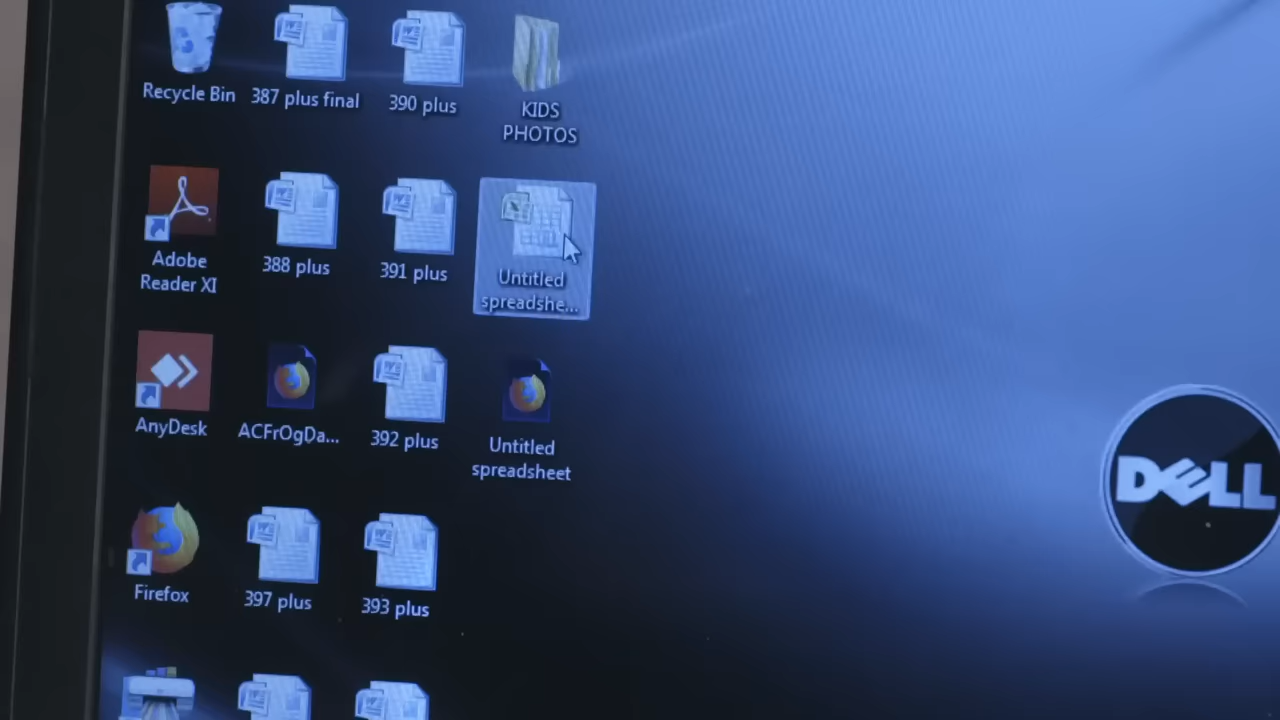 Recycle Bin
387 plus final
390 plus
KIDS
PHOTOS
Adobe
Reader XI
388 plus
391 plus
Untitled
spreadshe...
AnyDesk
ACFrOgDa...
392 plus
Untitled
spreadsheet
DELL
Firefox
397 plus
393 plus